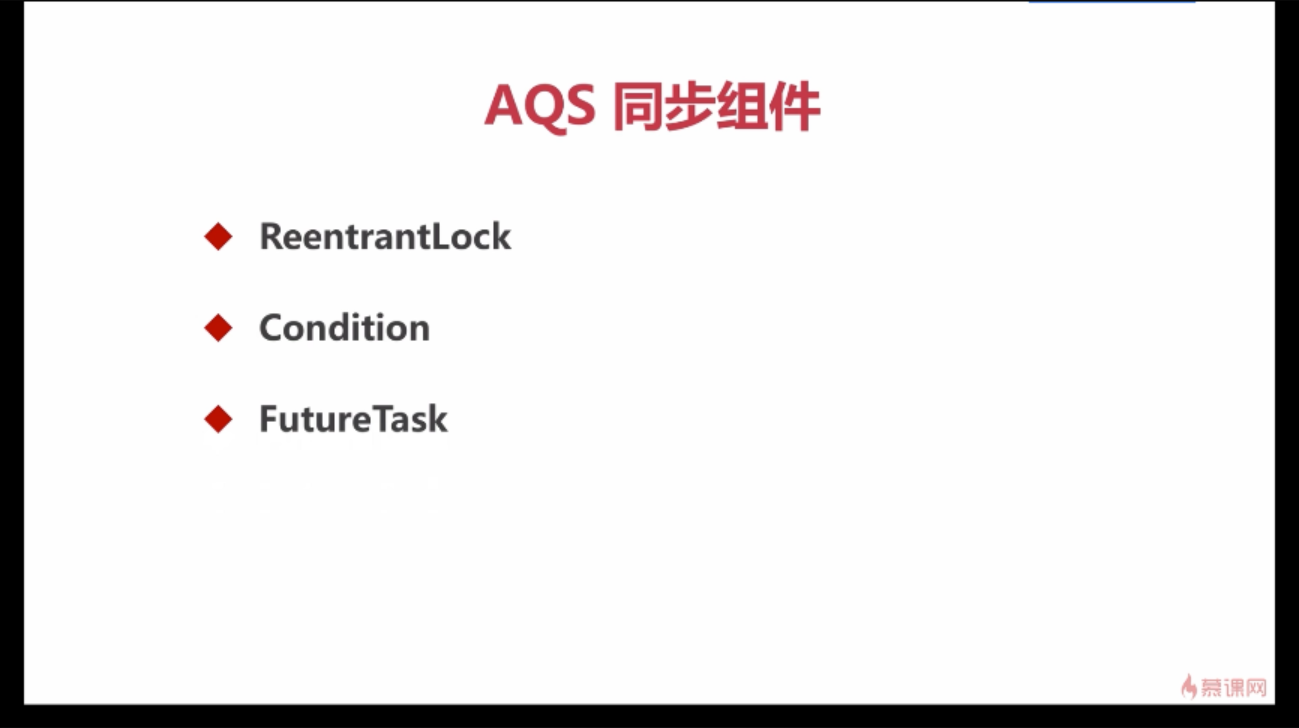 AQS 同步组件
ReentrantLock
Condition
FutureTask
慕课网